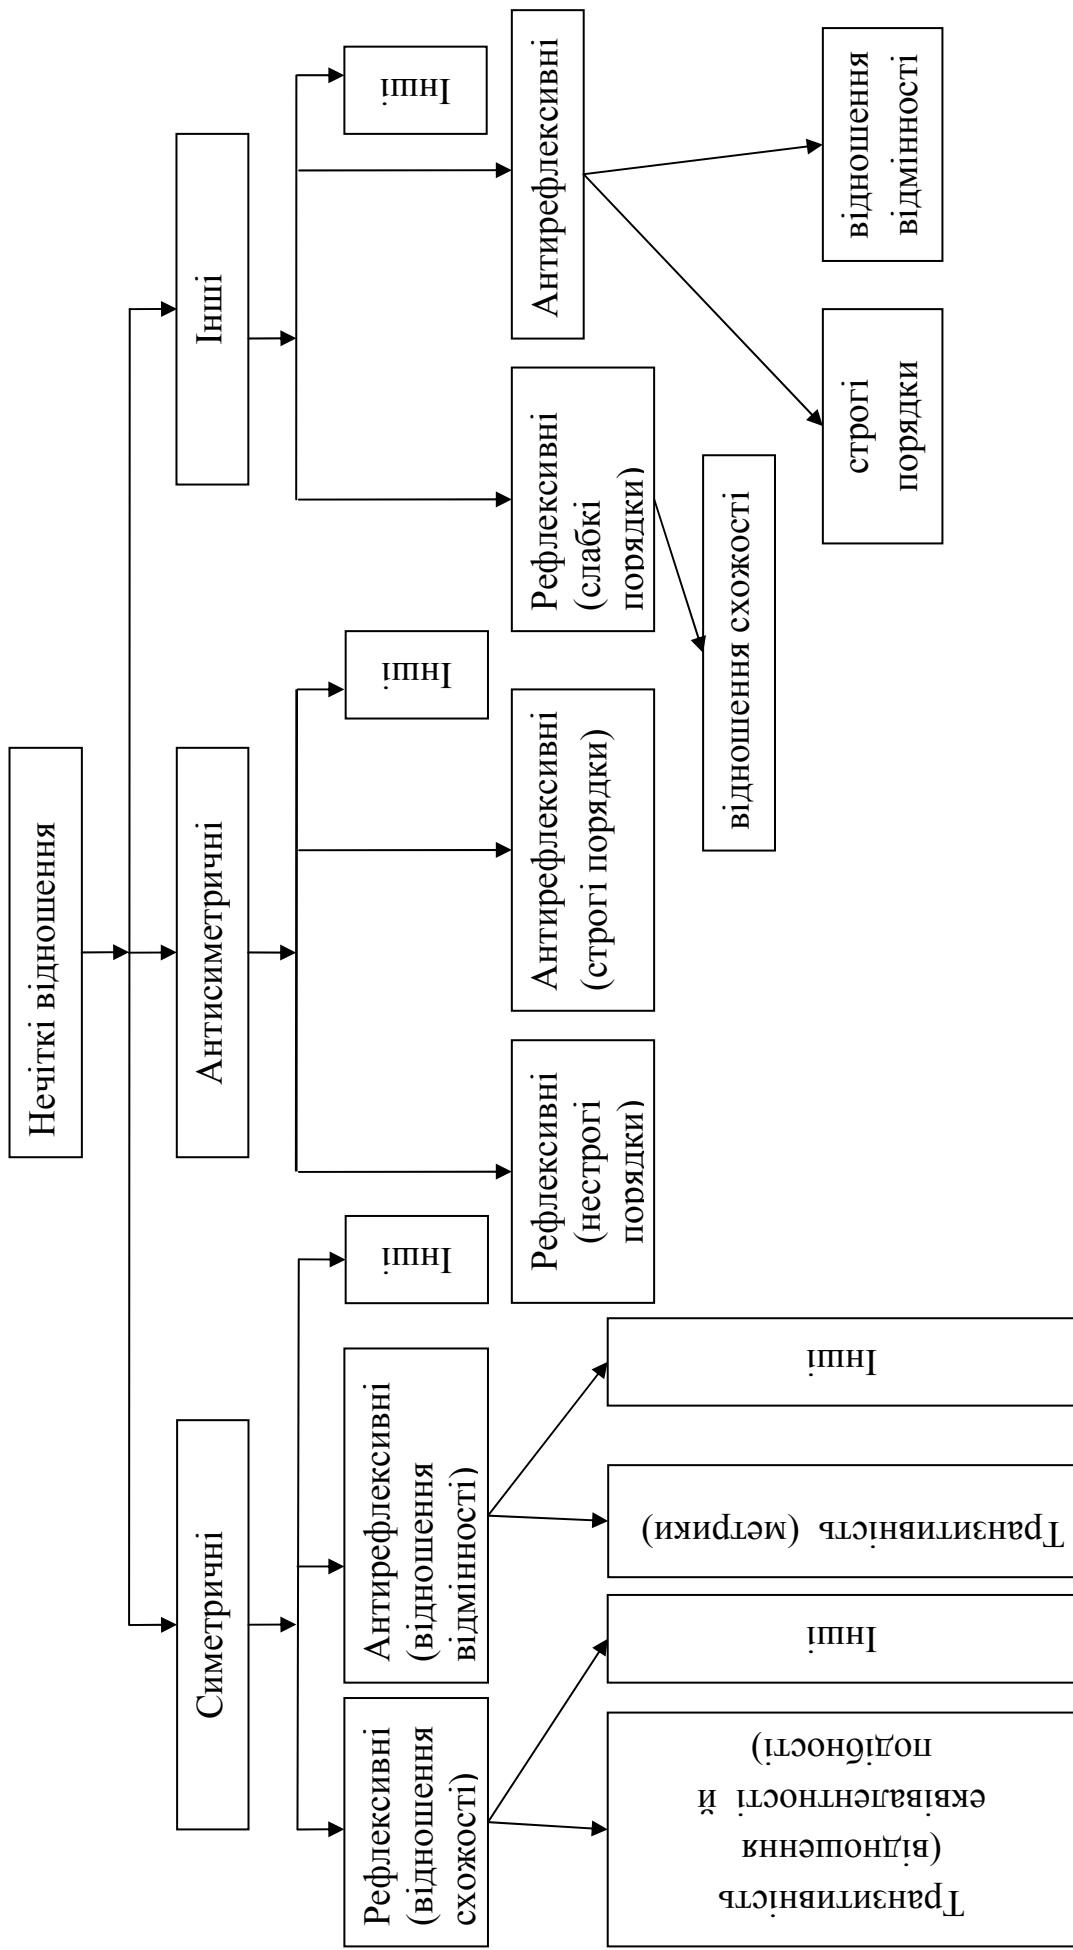 Нечіткі відношення
Симетричні
Антисиметричні
Інші
Рефлексивні
(відношення
схожості)
Антирефлексивні
(відношення
відмінності)
Інші
Інші
Інші
Рефлексивні
(нестрогі
порядки)
Антирефлексивні
(строгі порядки)
Рефлексивні
(слабкі
порядки)
Антирефлексивні
Транзитивність
(відношення
еквівалентності й
подібності)
Інші
Транзитивність (метрики)
Інші
відношення схожості
строгі
порядки
відношення
відмінності